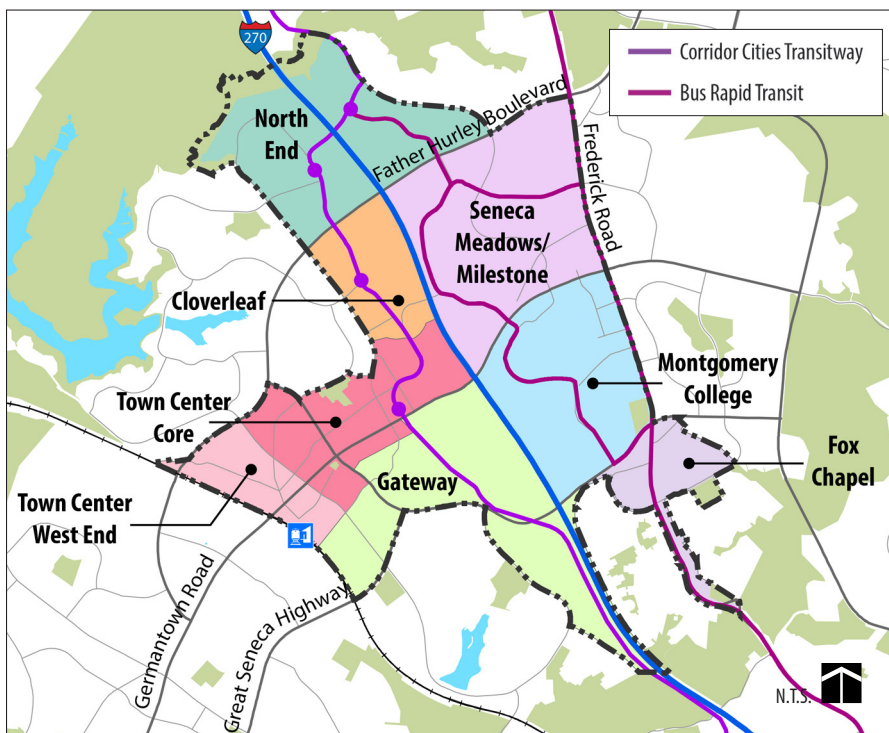 270
Corridor Cities Transitway
Bus Rapid Transit
North
End
Father Hurley Boulevard
Frederick Road
Seneca
Meadows/
Milestone
Cloverleaf
Montgomery
College
Town Center
Core
Fox
Chapel
Gateway
Town Center
West End
Germantown Road
Great Seneca Highway
N.T.S.